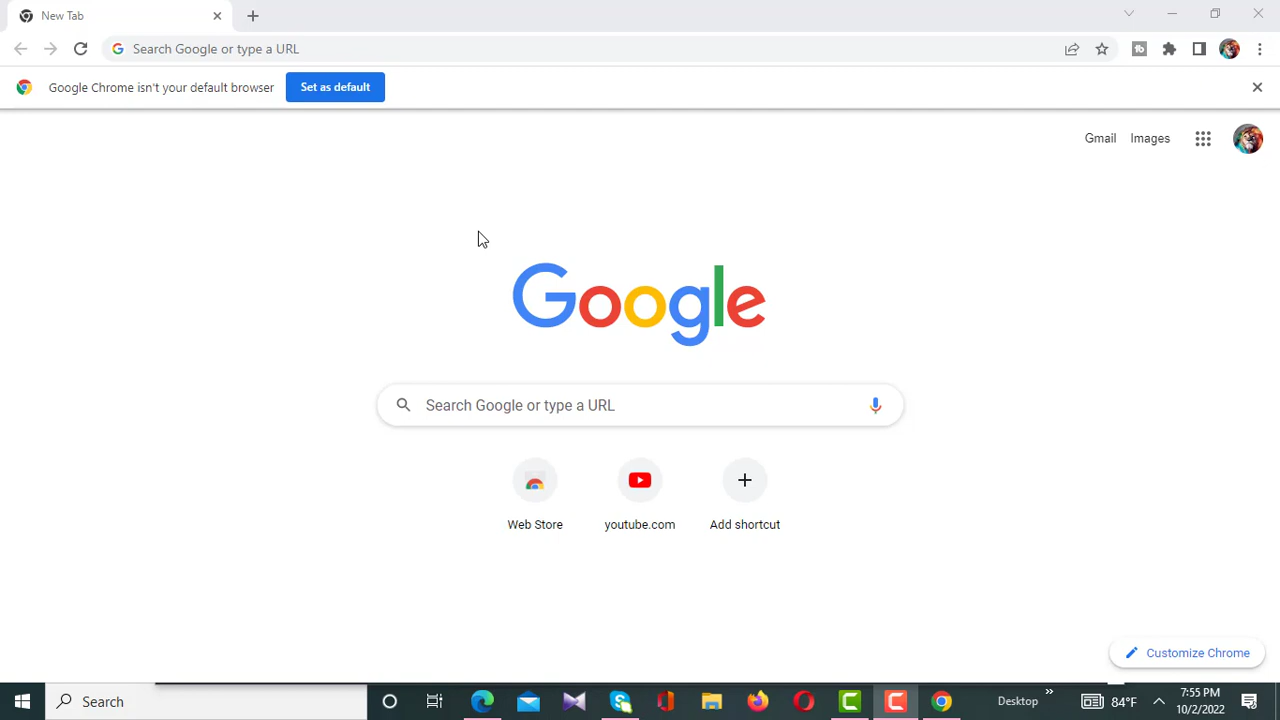 New Tab
Search Google or type a URL
Google Chrome isn't your default browser
Set as default
Gmail
Images
Google
Search Google or type a URL
Web Store
youtube.com
Add shortcut
Customize Chrome
Search
Desktop
84°F
7:55 PM
10/2/2022